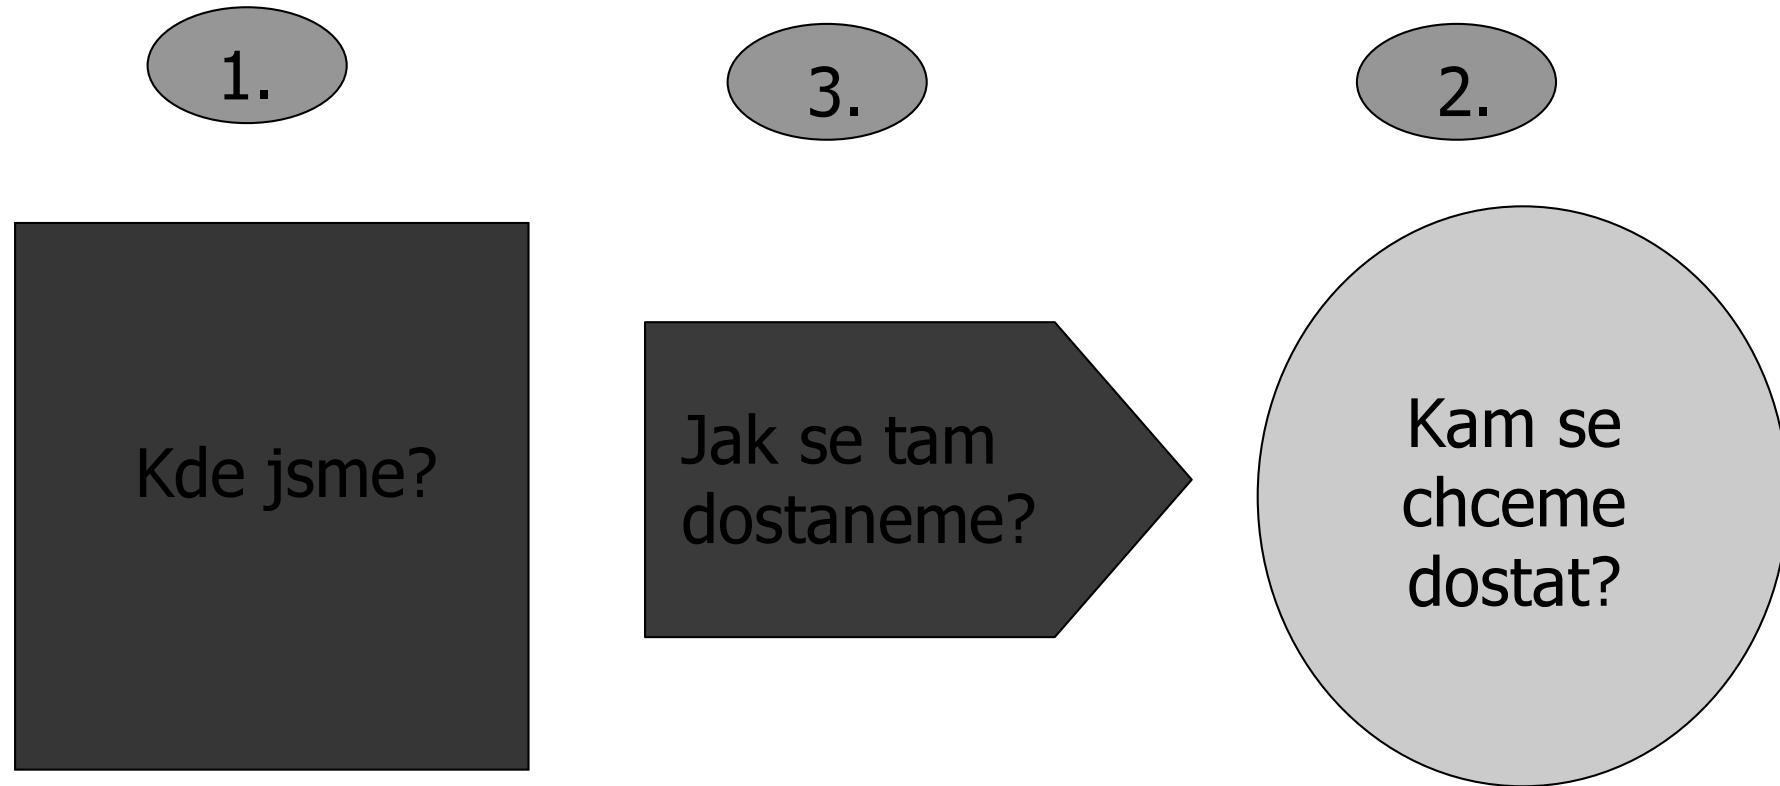 1.
3.
2.
Kde jsme?
Jak se tam
dostaneme?
Kam se
chceme
dostat?